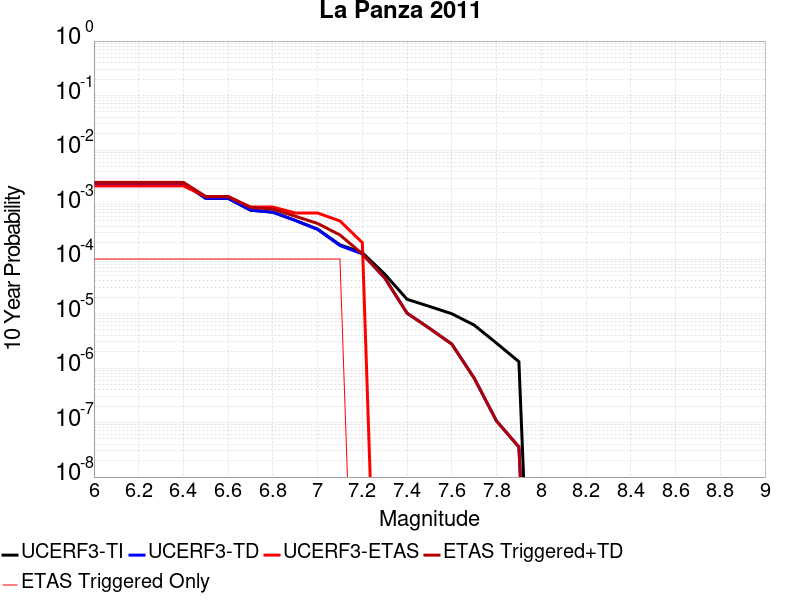 La Panza 2011
10^0
10^-1
10^-2
10^-3
10^-4
10^-5
10^-6
10^-7
10^-8
10 Year Probability
6 6.2 6.4 6.6 6.8 7 7.2 7.4 7.6 7.8 8 8.2 8.4 8.6 8.8 9
Magnitude
UCERF3-TI UCERF3-TD UCERF3-ETAS ETAS Triggered+TD
ETAS Triggered Only